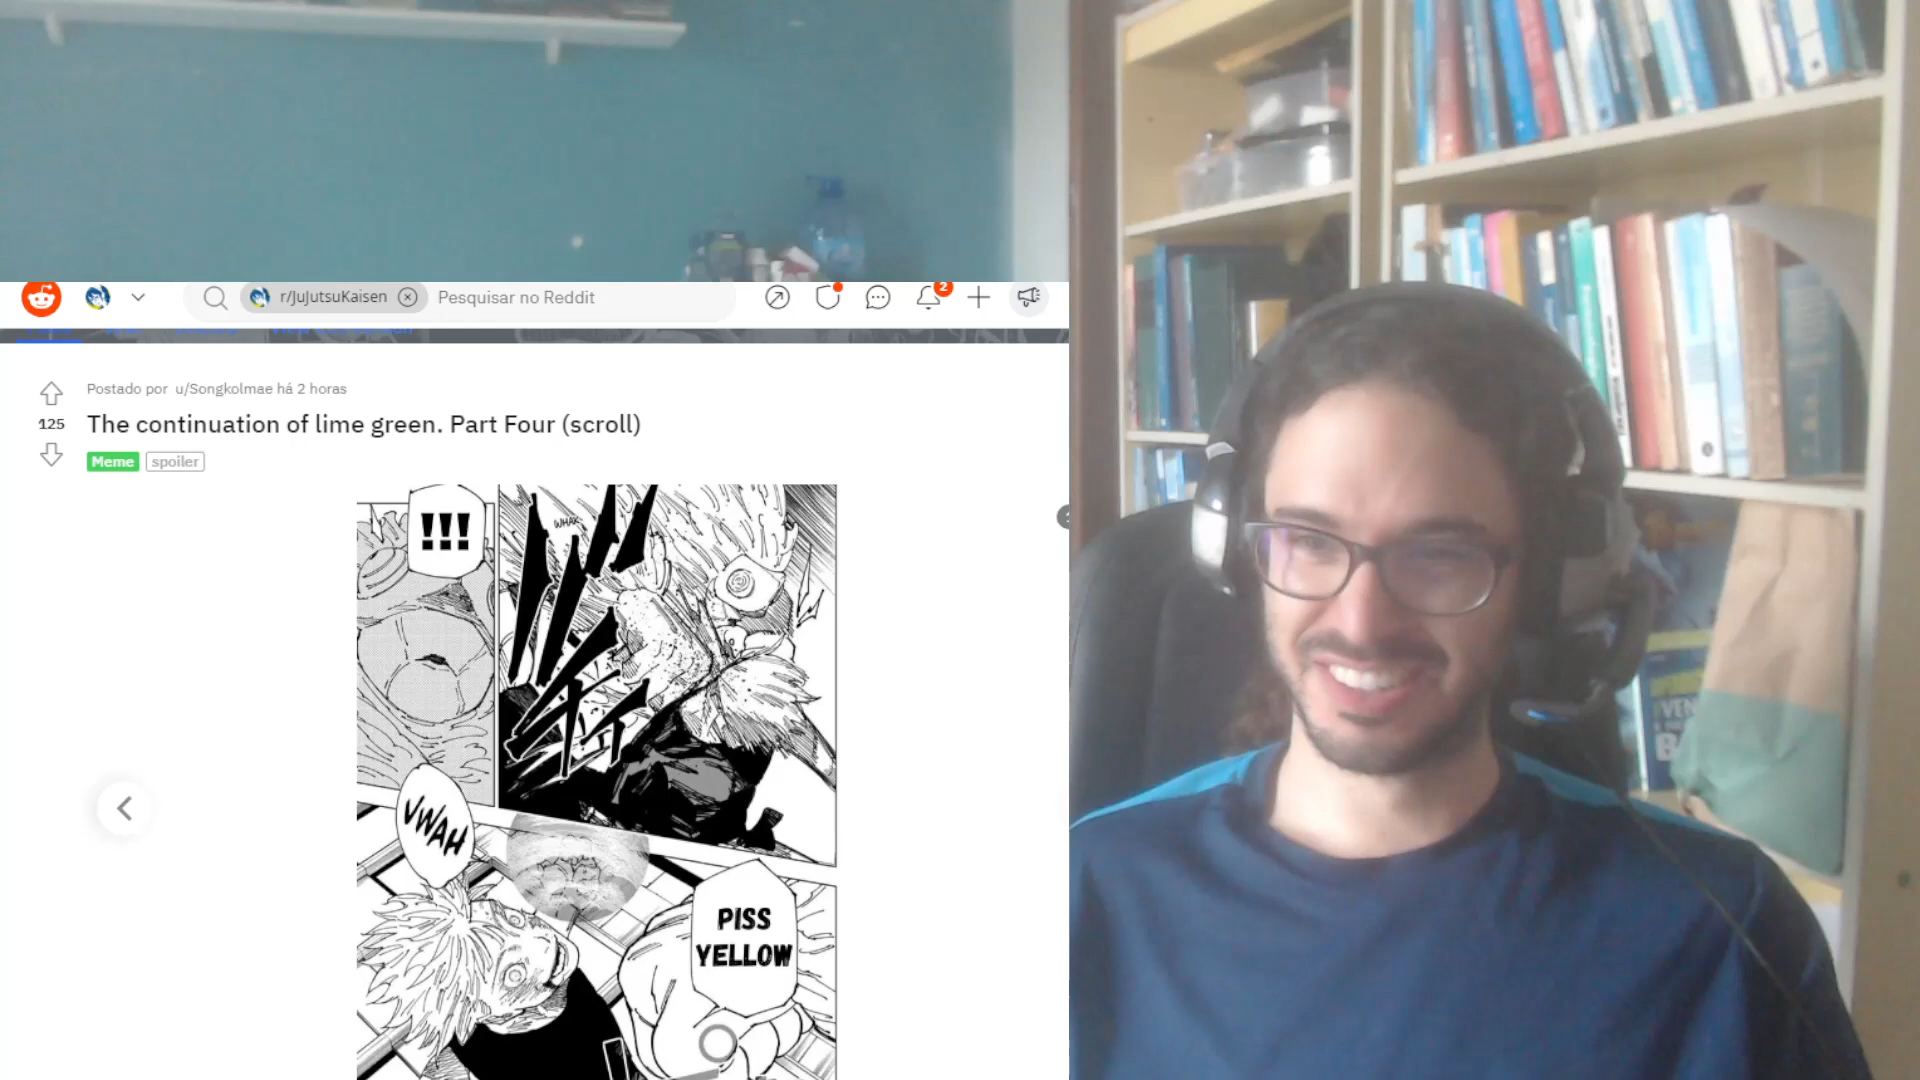 r/JuJutsuKaisen
Pesquisar no Reddit
2
Postado por u/Songkolmae há 2 horas
125
The continuation of lime green. Part Four (scroll)
Meme
spoiler
!!!
WHAK
VWAH
PISS
YELLOW